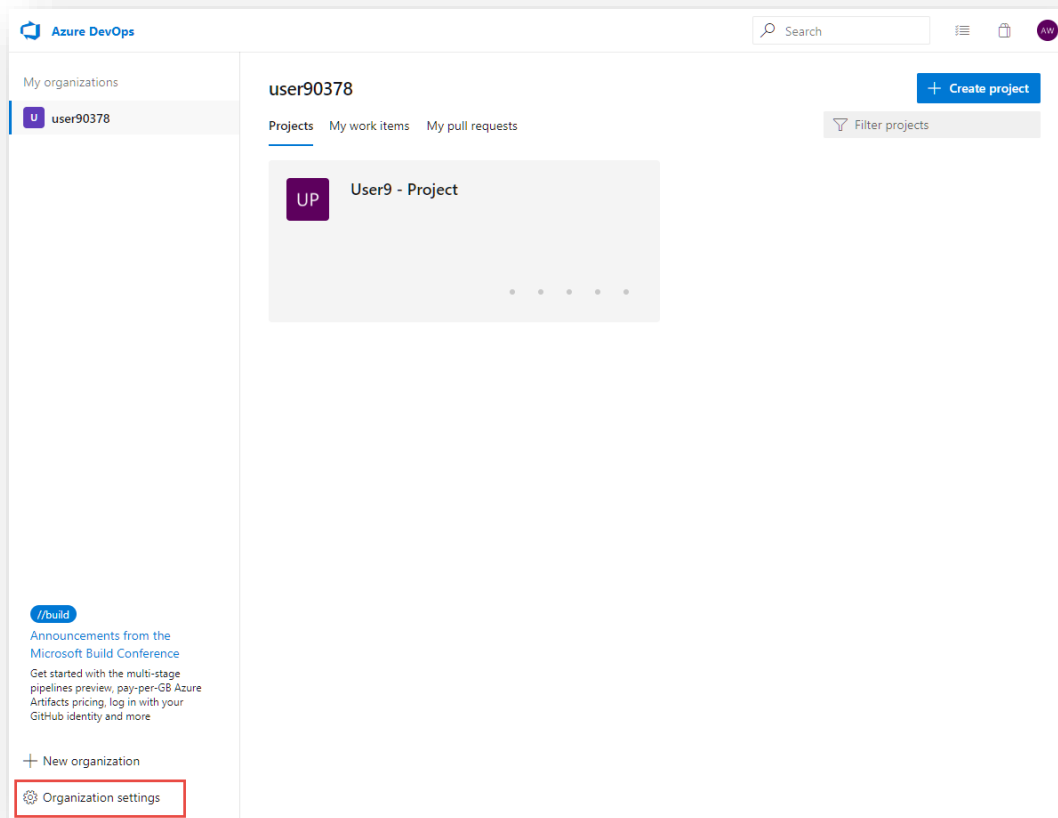 Azure DevOps
Search
AW
My organizations
U user90378
user90378
Create project
Projects My work items My pull requests
Filter projects
UP
User9 - Project
//build
Announcements from the
Microsoft Build Conference
Get started with the multi-stage
pipelines preview, pay-per-GB Azure
Artifacts pricing, log in with your
GitHub identity and more
New organization
Organization settings